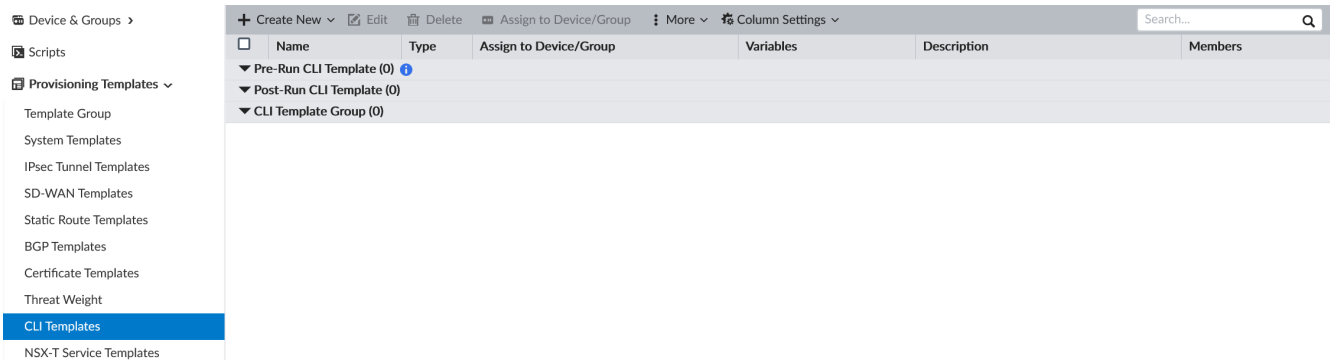 Device & Groups
Scripts
Provisioning Templates
Template Group
System Templates
IPsec Tunnel Templates
SD-WAN Templates
Static Route Templates
BGP Templates
Certificate Templates
Threat Weight
CLI Templates
NSX-T Service Templates
Create New Edit Delete Assign to Device/Group More Column Settings Search...
Name Type Assign to Device/Group Variables Description Members
Pre-Run CLI Template (0)
Post-Run CLI Template (0)
CLI Template Group (0)